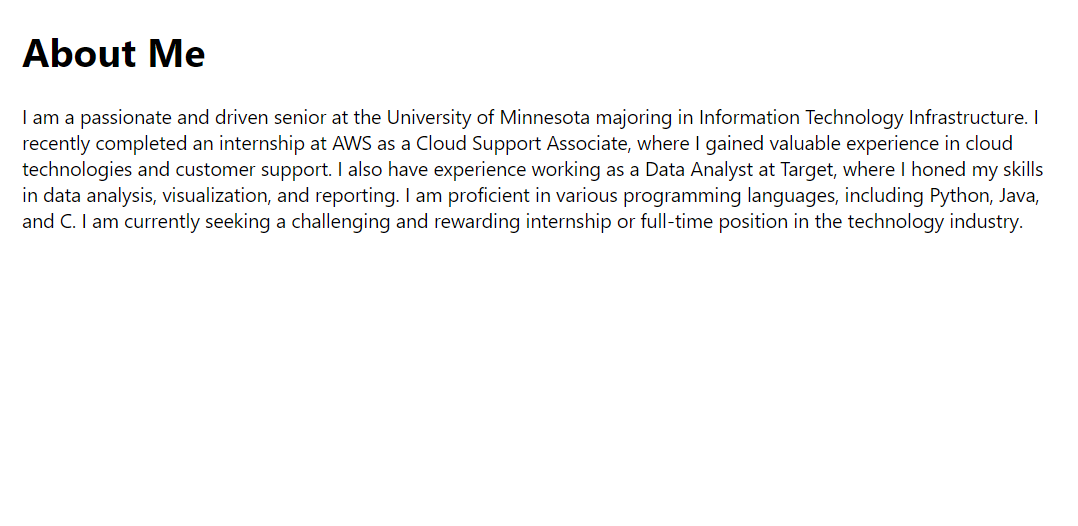 About Me
I am a passionate and driven senior at the University of Minnesota majoring in Information Technology Infrastructure. I
recently completed an internship at AWS as a Cloud Support Associate, where I gained valuable experience in cloud
technologies and customer support. I also have experience working as a Data Analyst at Target, where I honed my skills
in data analysis, visualization, and reporting. I am proficient in various programming languages, including Python, Java,
and C. I am currently seeking a challenging and rewarding internship or full-time position in the technology industry.